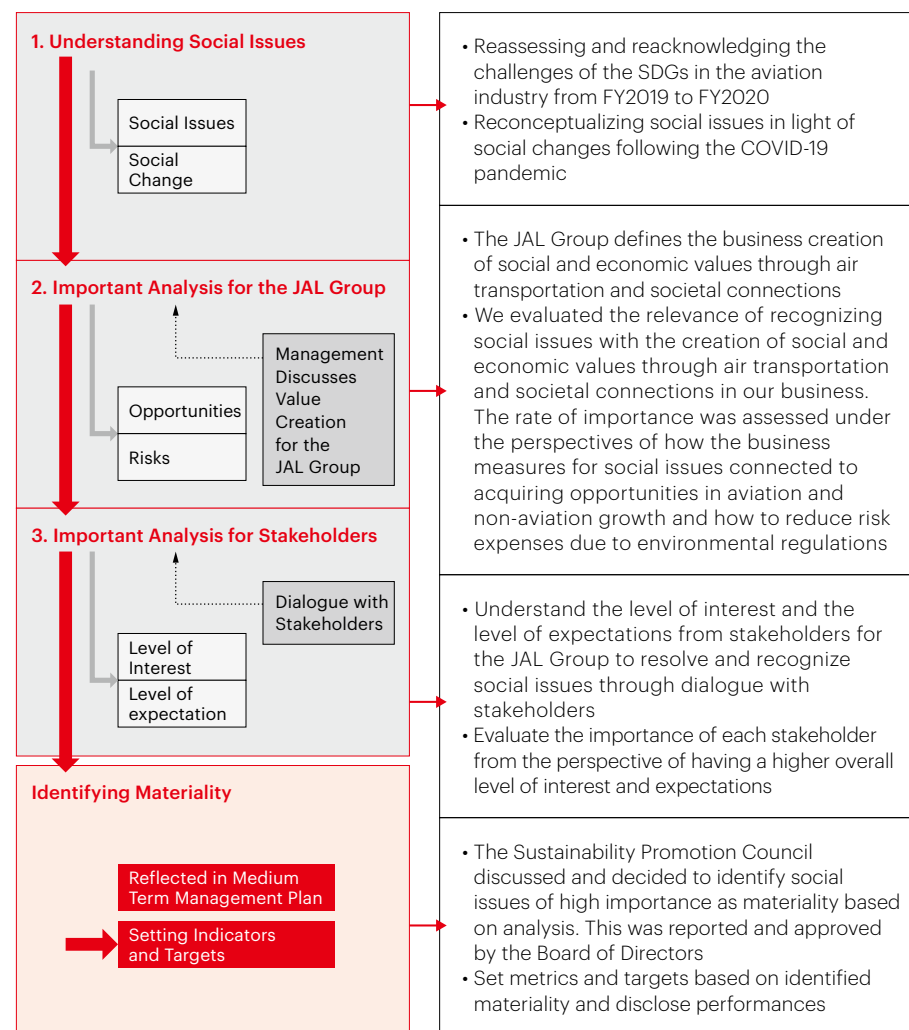 1. Understanding Social Issues
Social Issues
Social
Change
• Reassessing and reacknowledging the
challenges of the SDGs in the aviation
industry from FY2019 to FY2020
• Reconceptualizing social issues in light of
social changes following the COVID-19
pandemic
2. Important Analysis for the JAL Group
Management
Discusses
Value
Creation
for the
JAL Group
Opportunities
Risks
• The JAL Group defines the business creation
of social and economic values through air
transportation and societal connections
• We evaluated the relevance of recognizing
social issues with the creation of social and
economic values through air transportation
and societal connections in our business.
The rate of importance was assessed under
the perspectives of how the business
measures for social issues connected to
acquiring opportunities in aviation and
non-aviation growth and how to reduce risk
expenses due to environmental regulations
3. Important Analysis for Stakeholders
Dialogue with
Stakeholders
Level of
Interest
Level of
expectation
• Understand the level of interest and the
level of expectations from stakeholders for
the JAL Group to resolve and recognize
social issues through dialogue with
stakeholders
• Evaluate the importance of each stakeholder
from the perspective of having a higher overall
level of interest and expectations
Identifying Materiality
Reflected in Medium
Term Management Plan
Setting Indicators
and Targets
• The Sustainability Promotion Council
discussed and decided to identify social
issues of high importance as materiality based
on analysis. This was reported and approved
by the Board of Directors
• Set metrics and targets based on identified
materiality and disclose performances